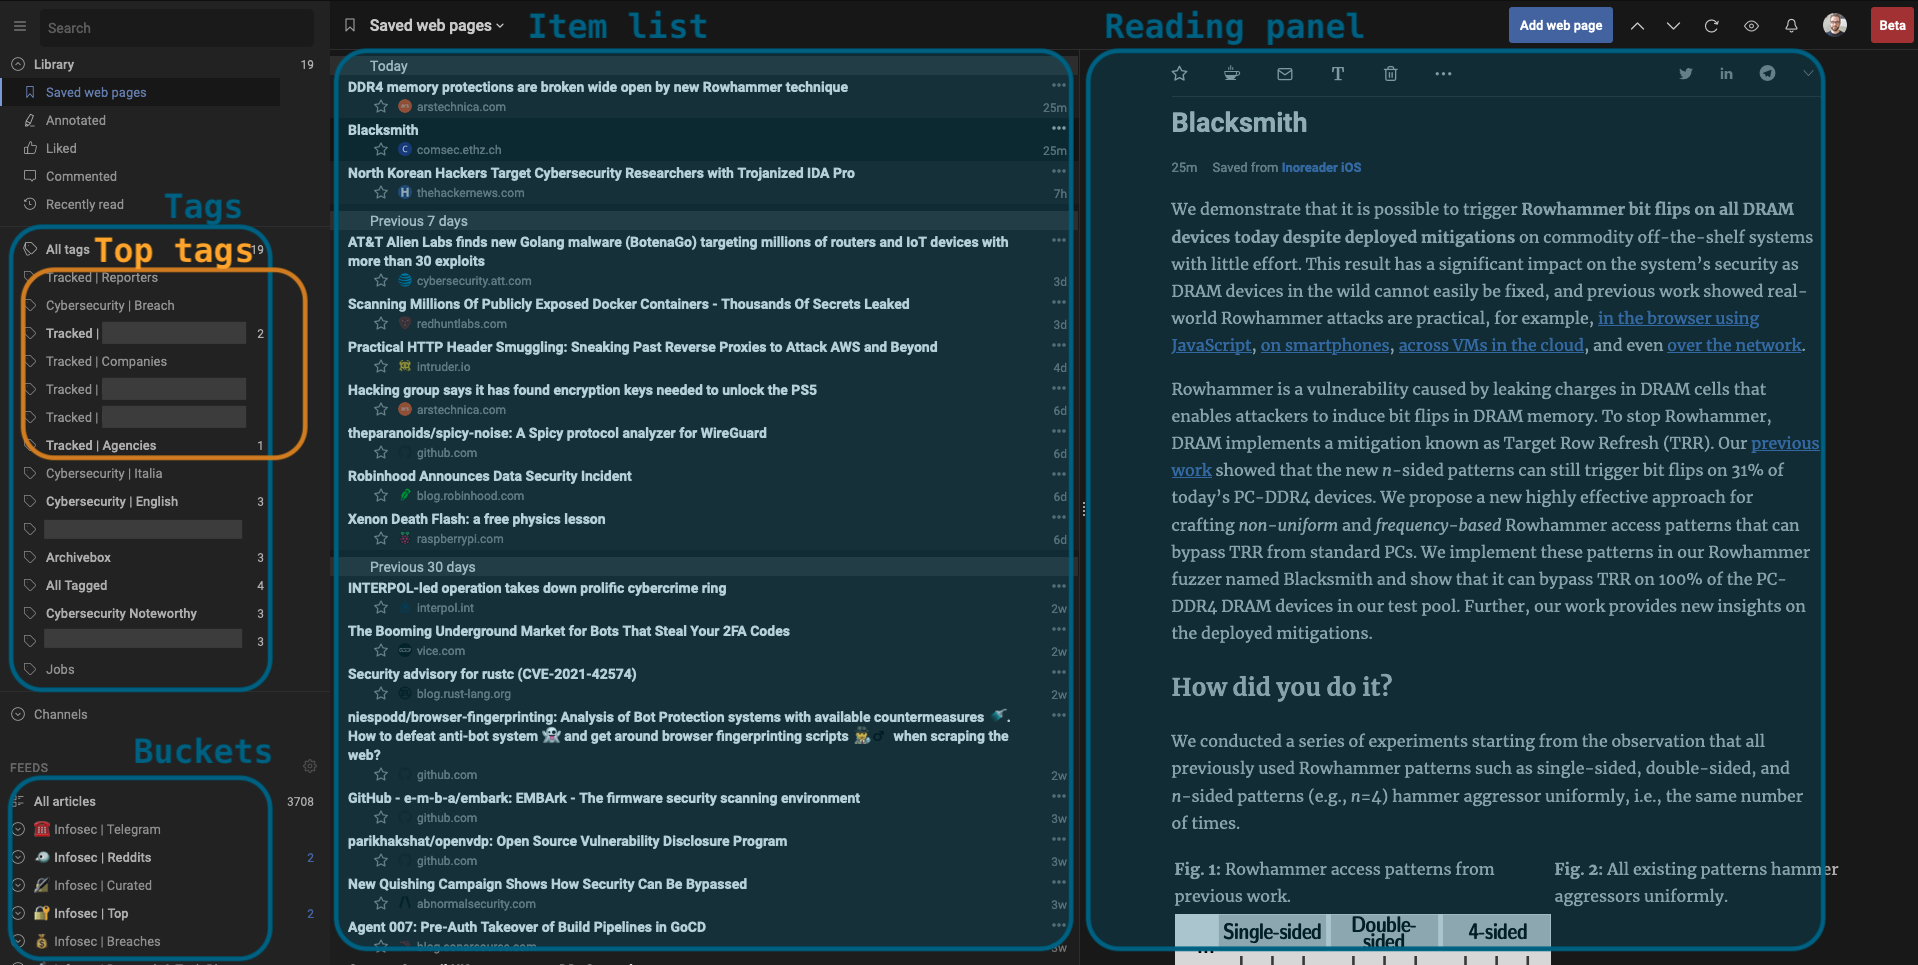 Search
Library 19
Saved web pages
Annotated
Liked
Commented
Recently read
Tags
All tags 19
Top tags
Tracked | Reporters
Cybersecurity | Breach
Tracked | 2
Tracked | Companies
Tracked |
Tracked |
Tracked | Agencies 1
Cybersecurity | Italia
Cybersecurity | English 3
Archivebox 3
All Tagged 4
Cybersecurity Noteworthy 3
3
Jobs
Channels
Buckets
FEEDS
All articles 3708
Infosec | Telegram
Infosec | Reddits 2
Infosec | Curated
Infosec | Top 2
Infosec | Breaches
Saved web pages
Item list
Today
DDR4 memory protections are broken wide open by new Rowhammer technique
arstechnica.com 25m
Blacksmith
comsec.ethz.ch 25m
North Korean Hackers Target Cybersecurity Researchers with Trojanized IDA Pro
thehackernews.com 7h
Previous 7 days
AT&T Alien Labs finds new Golang malware (BotenaGo) targeting millions of routers and IoT devices with
more than 30 exploits
cybersecurity.att.com 3d
Scanning Millions Of Publicly Exposed Docker Containers - Thousands Of Secrets Leaked
redhuntlabs.com 3d
Practical HTTP Header Smuggling: Sneaking Past Reverse Proxies to Attack AWS and Beyond
intruder.io 4d
Hacking group says it has found encryption keys needed to unlock the PS5
arstechnica.com 6d
theparanoids/spicy-noise: A Spicy protocol analyzer for WireGuard
github.com 6d
Robinhood Announces Data Security Incident
blog.robinhood.com 6d
Xenon Death Flash: a free physics lesson
raspberrypi.com 6d
Previous 30 days
INTERPOL-led operation takes down prolific cybercrime ring
interpol.int 2w
The Booming Underground Market for Bots That Steal Your 2FA Codes
vice.com 2w
Security advisory for rustc (CVE-2021-42574)
blog.rust-lang.org 2w
niespodd/browser-fingerprinting: Analysis of Bot Protection systems with available countermeasures 🚿.
How to defeat anti-bot system 👻 and get around browser fingerprinting scripts 🕵️‍♂️ when scraping the
web?
github.com 2w
GitHub - e-m-b-a/embark: EMBArk - The firmware security scanning environment
github.com 3w
parikhakshat/openvdp: Open Source Vulnerability Disclosure Program
github.com 3w
New Quishing Campaign Shows How Security Can Be Bypassed
abnormalsecurity.com 3w
Agent 007: Pre-Auth Takeover of Build Pipelines in GoCD
blog.sonarsource.com 3w
Reading panel
Add web page
Beta
Blacksmith
25m Saved from Inoreader iOS
We demonstrate that it is possible to trigger Rowhammer bit flips on all DRAM
devices today despite deployed mitigations on commodity off-the-shelf systems
with little effort. This result has a significant impact on the system's security as
DRAM devices in the wild cannot easily be fixed, and previous work showed real-
world Rowhammer attacks are practical, for example, in the browser using
JavaScript, on smartphones, across VMs in the cloud, and even over the network.
Rowhammer is a vulnerability caused by leaking charges in DRAM cells that
enables attackers to induce bit flips in DRAM memory. To stop Rowhammer,
DRAM implements a mitigation known as Target Row Refresh (TRR). Our previous
work showed that the new n-sided patterns can still trigger bit flips on 31% of
today's PC-DDR4 devices. We propose a new highly effective approach for
crafting non-uniform and frequency-based Rowhammer access patterns that can
bypass TRR from standard PCs. We implement these patterns in our Rowhammer
fuzzer named Blacksmith and show that it can bypass TRR on 100% of the PC-
DDR4 DRAM devices in our test pool. Further, our work provides new insights on
the deployed mitigations.
How did you do it?
We conducted a series of experiments starting from the observation that all
previously used Rowhammer patterns such as single-sided, double-sided, and
n-sided patterns (e.g., n=4) hammer aggressor uniformly, i.e., the same number
of times.
Fig. 1: Rowhammer access patterns from
previous work.
Fig. 2: All existing patterns hammer
aggressors uniformly.
Single-sided
Double-
sided
4-sided